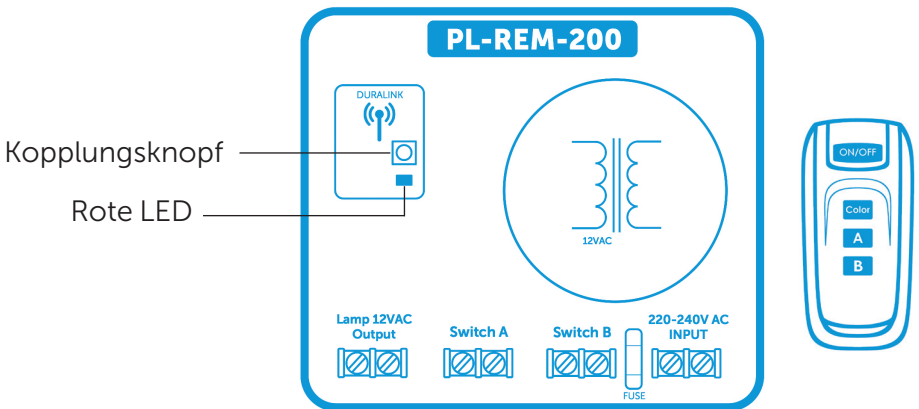 PL-REM-200
DURALINK
Kopplungsknopf
Rote LED
12VAC
ON/OFF
Color
A
B
Lamp 12VAC
Output
Switch A
Switch B
220-240V AC
INPUT
FUSE